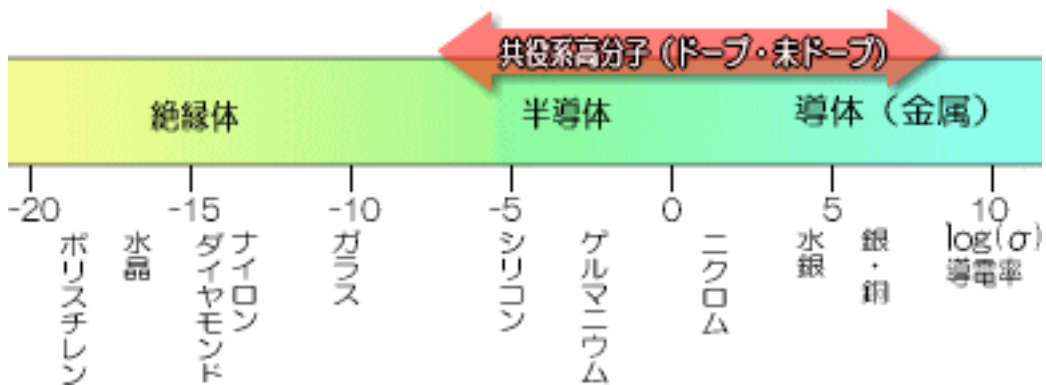 共役系高分子(ドープ・未ドープ)
絶縁体
半導体
導体(金属)
-20
-15
-10
-5
0
5
10
ポリスチレン
水晶
ダイヤモンド
ナイロン
ガラス
シリコン
ゲルマニウム
ニクロム
水銀
銀・銅
log(σ)
導電率